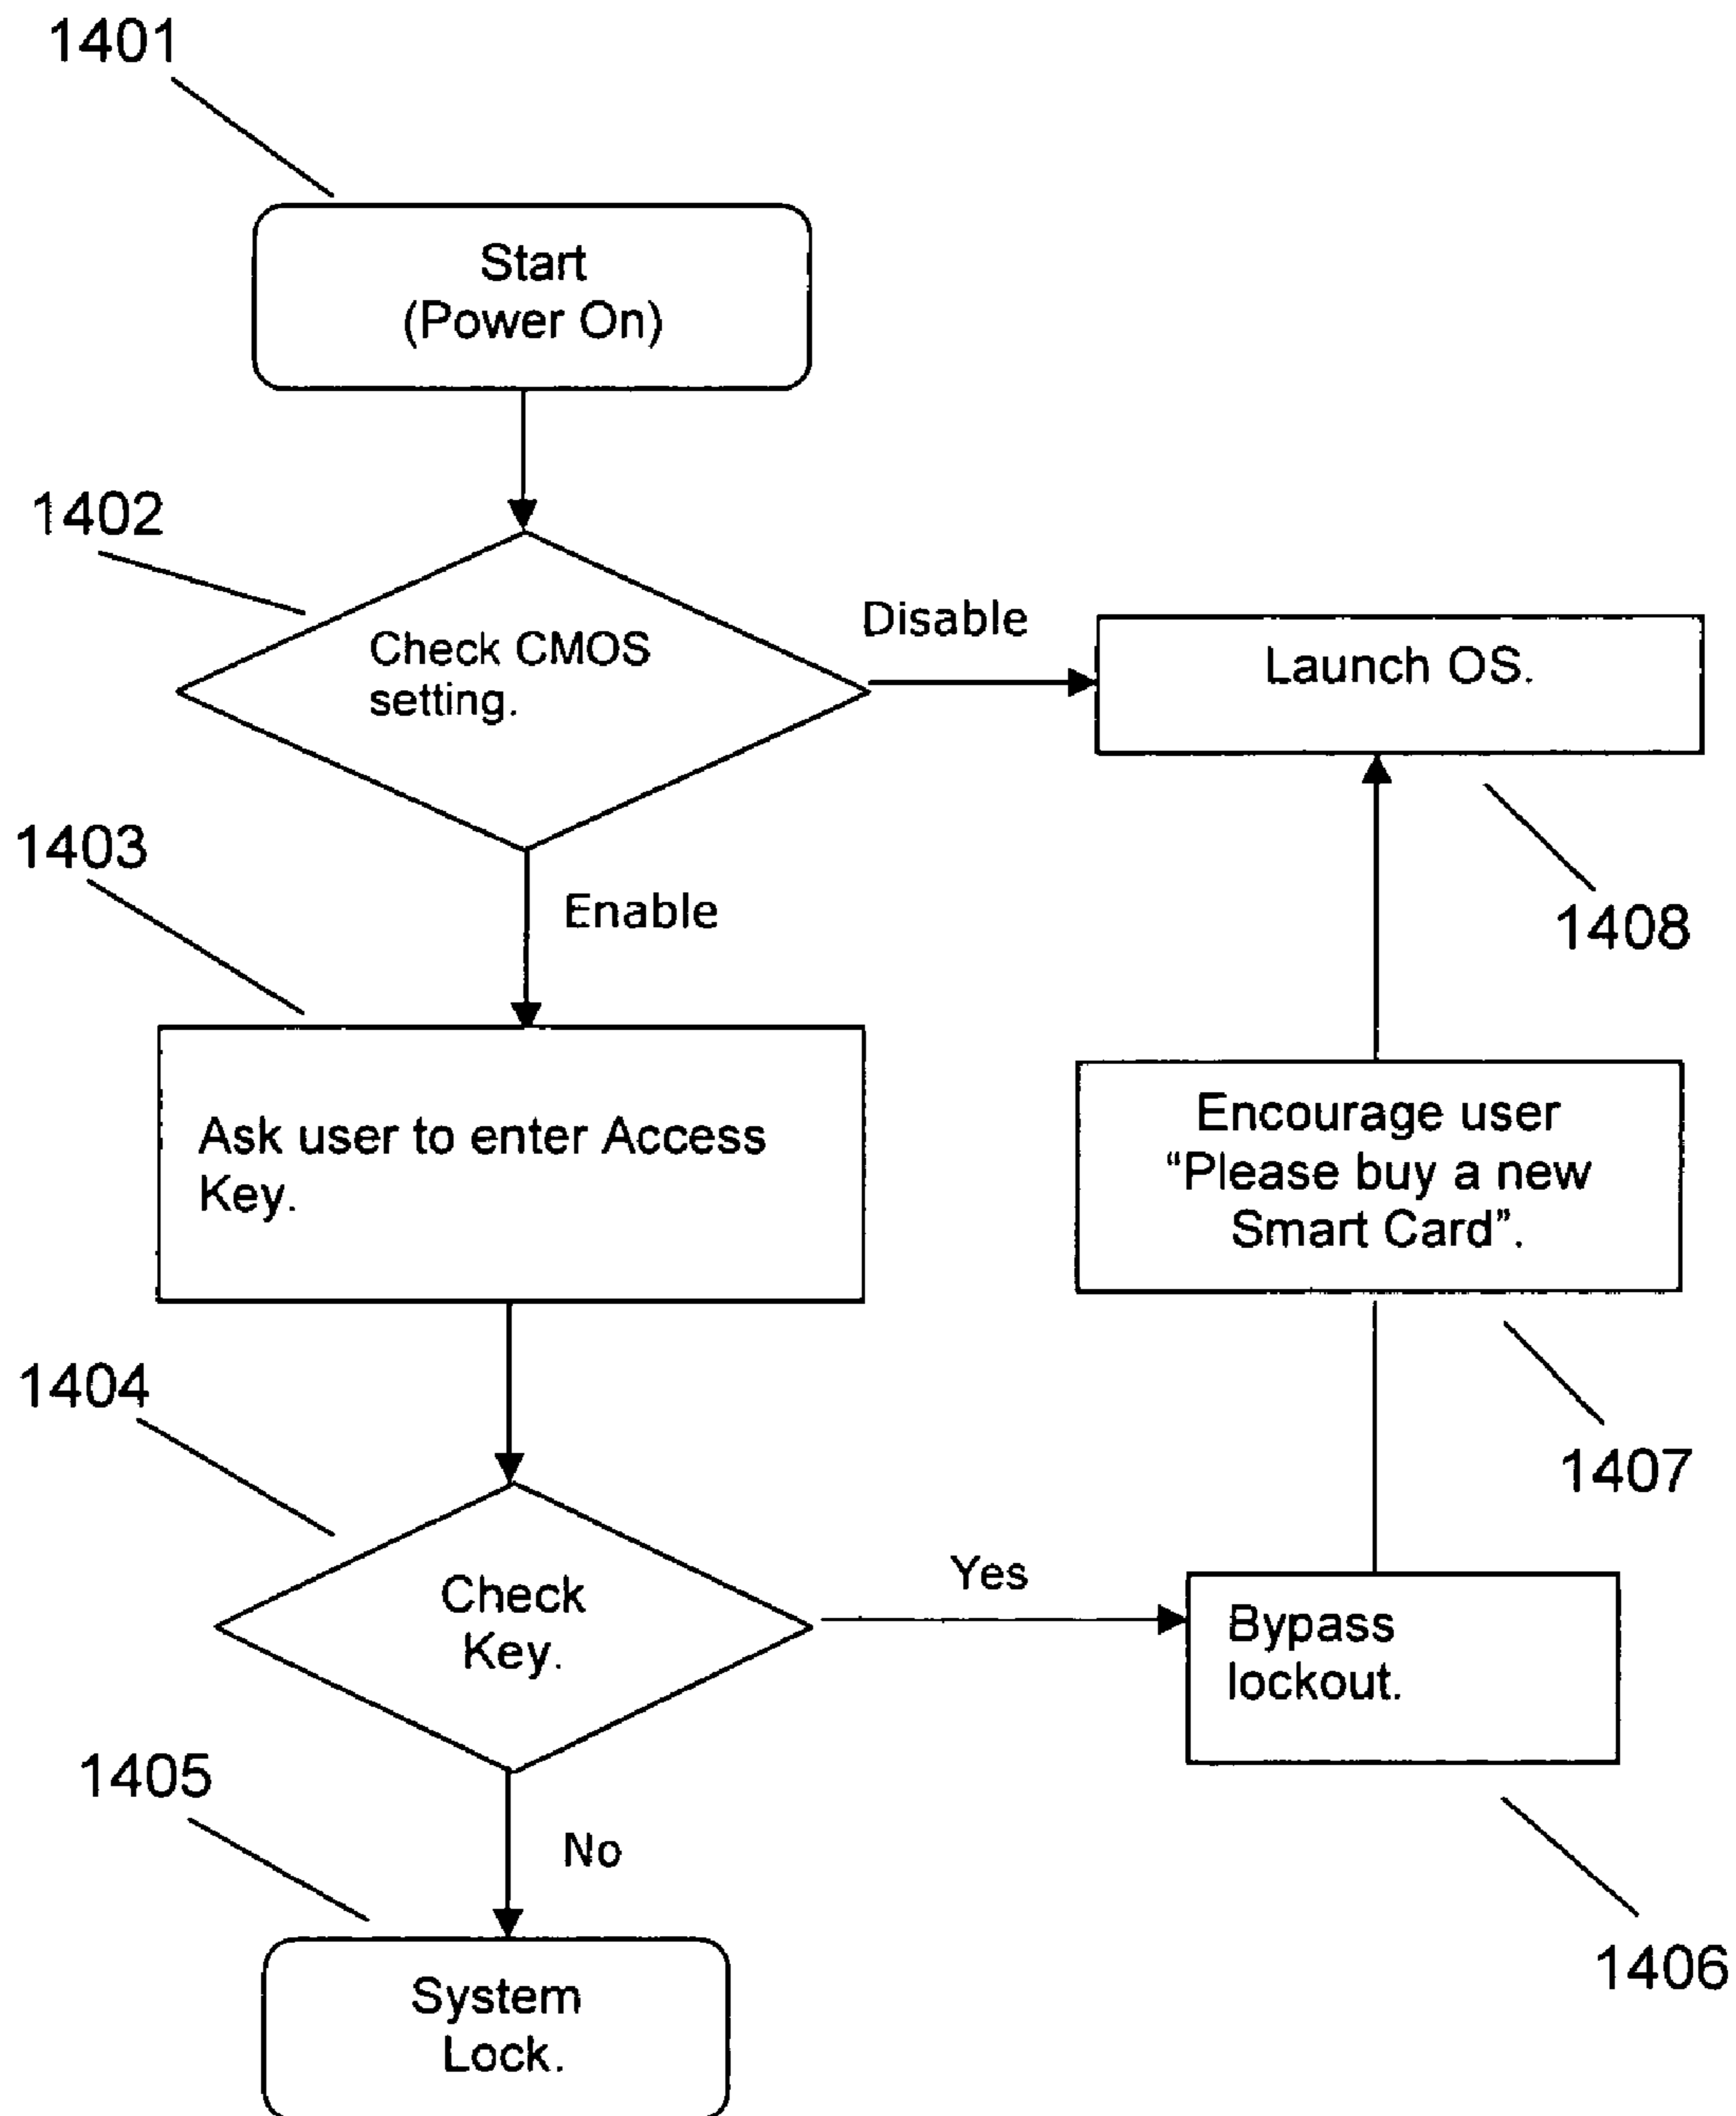 1401
Start
(Power On)
1402
Check CMOS
setting.
Disable
Launch OS.
1403
Enable
1408
Ask user to enter Access
Key.
Encourage user
“Please buy a new
Smart Card”.
1404
1407
Check
Key.
Yes
Bypass
lockout.
1405
No
1406
System
Lock.